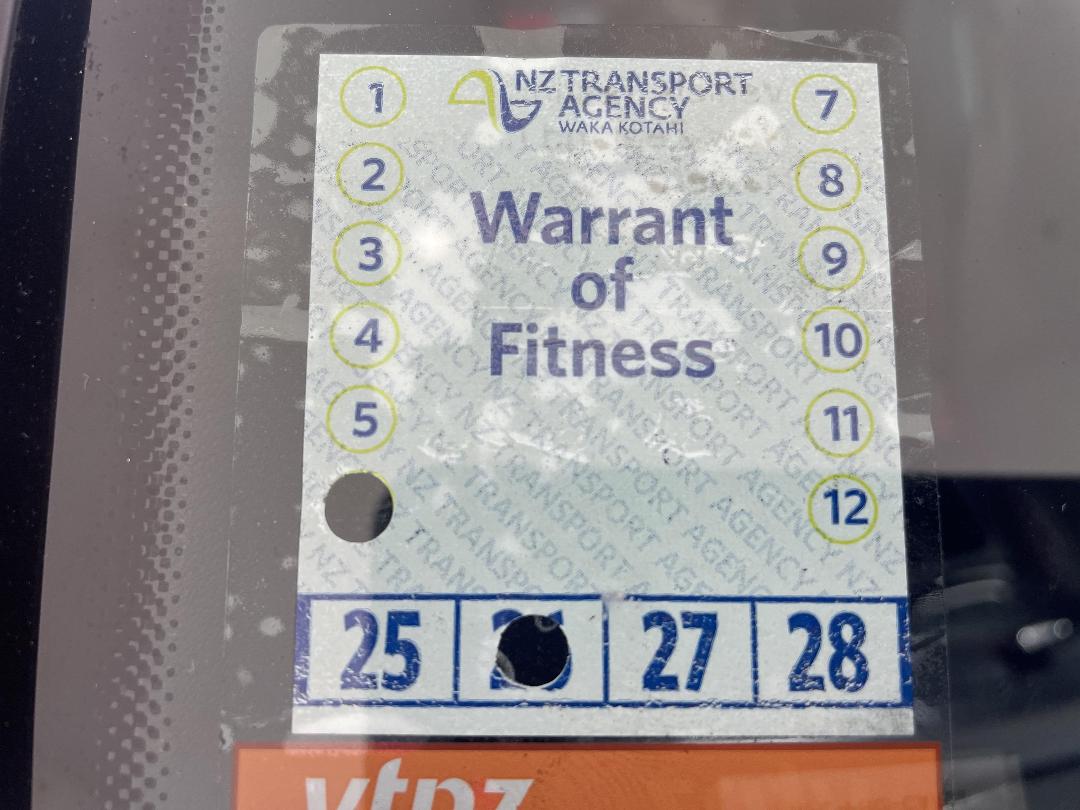 NZ TRANSPORT
AGENCY
WAKA KOTAHI
1
2
3
4
5
7
8
9
10
11
12
Warrant
of
Fitness
25
27
28
vtnz